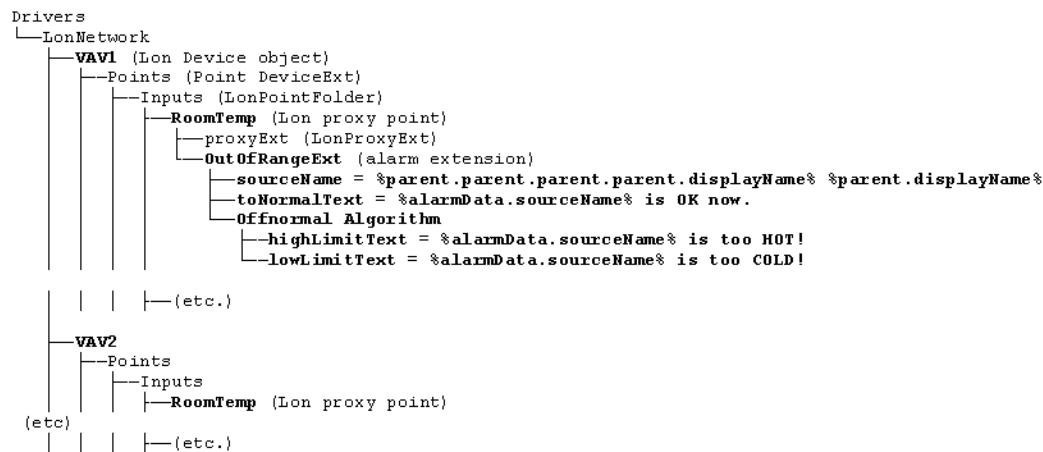 Drivers
LonNetwork
VAV1 (Lon Device object)
Points (Point DeviceExt)
Inputs (LonPointFolder)
RoomTemp (Lon proxy point)
proxyExt (LonProxyExt)
OutOfRangeExt (alarm extension)
sourceName = %parent.parent.parent.parent.displayName% %parent.displayName%
toNormalText = %alarmData.sourceName% is OK now.
Offnormal Algorithm
highLimitText = %alarmData.sourceName% is too HOT!
lowLimitText = %alarmData.sourceName% is too COLD!
(etc.)
VAV2
Points
Inputs
RoomTemp (Lon proxy point)
(etc)
(etc.)